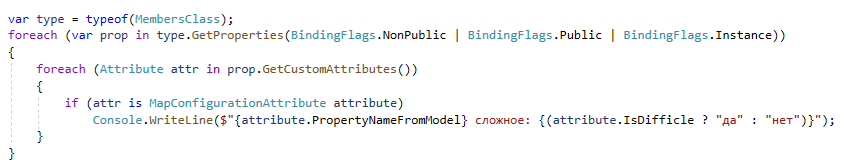 var type = typeof(MembersClass);
foreach (var prop in type.GetProperties(BindingFlags.NonPublic | BindingFlags.Public | BindingFlags.Instance))
{
foreach (Attribute attr in prop.GetCustomAttributes())
{
if (attr is MapConfigurationAttribute attribute)
Console.WriteLine($"{attribute.PropertyNameFromModel} сложное: {(attribute.IsDifficle ? "да" : "нет")}");
}
}